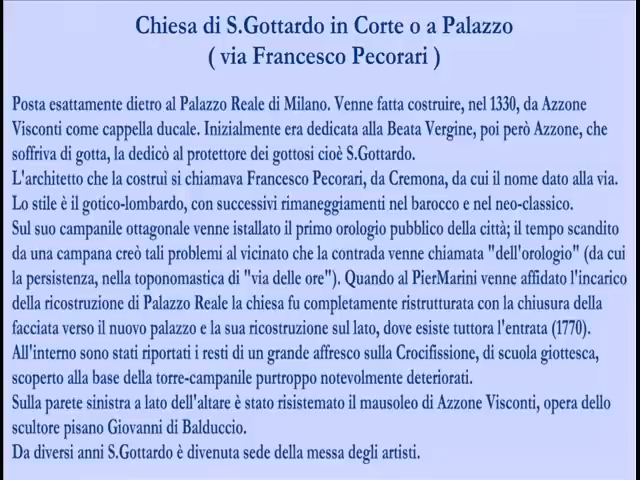 Chiesa di S.Gottardo in Corte o a Palazzo
( via Francesco Pecorari )
Posta esattamente dietro al Palazzo Reale di Milano. Venne fatta costruire, nel 1330, da Azzone
Visconti come cappella ducale. Inizialmente era dedicata alla Beata Vergine, poi però Azzone, che
soffriva di gotta, la dedicò al protettore dei gottosi cioè S.Gottardo.
L'architetto che la costruì si chiamava Francesco Pecorari, da Cremona, da cui il nome dato alla via.
Lo stile è il gotico-lombardo, con successivi rimaneggiamenti nel barocco e nel neo-classico.
Sul suo campanile ottagonale venne istallato il primo orologio pubblico della città; il tempo scandito
da una campana creò tali problemi al vicinato che la contrada venne chiamata "dell'orologio" (da cui
la persistenza, nella toponomastica di "via delle ore"). Quando al PierMarini venne affidato l'incarico
della ricostruzione di Palazzo Reale la chiesa fu completamente ristrutturata con la chiusura della
facciata verso il nuovo palazzo e la sua ricostruzione sul lato, dove esiste tuttora l'entrata (1770).
All'interno sono stati riportati i resti di un grande affresco sulla Crocifissione, di scuola giottesca,
scoperto alla base della torre-campanile purtroppo notevolmente deteriorati.
Sulla parete sinistra a lato dell'altare è stato risistemato il mausoleo di Azzone Visconti, opera dello
scultore pisano Giovanni di Balduccio.
Da diversi anni S.Gottardo è divenuta sede della messa degli artisti.